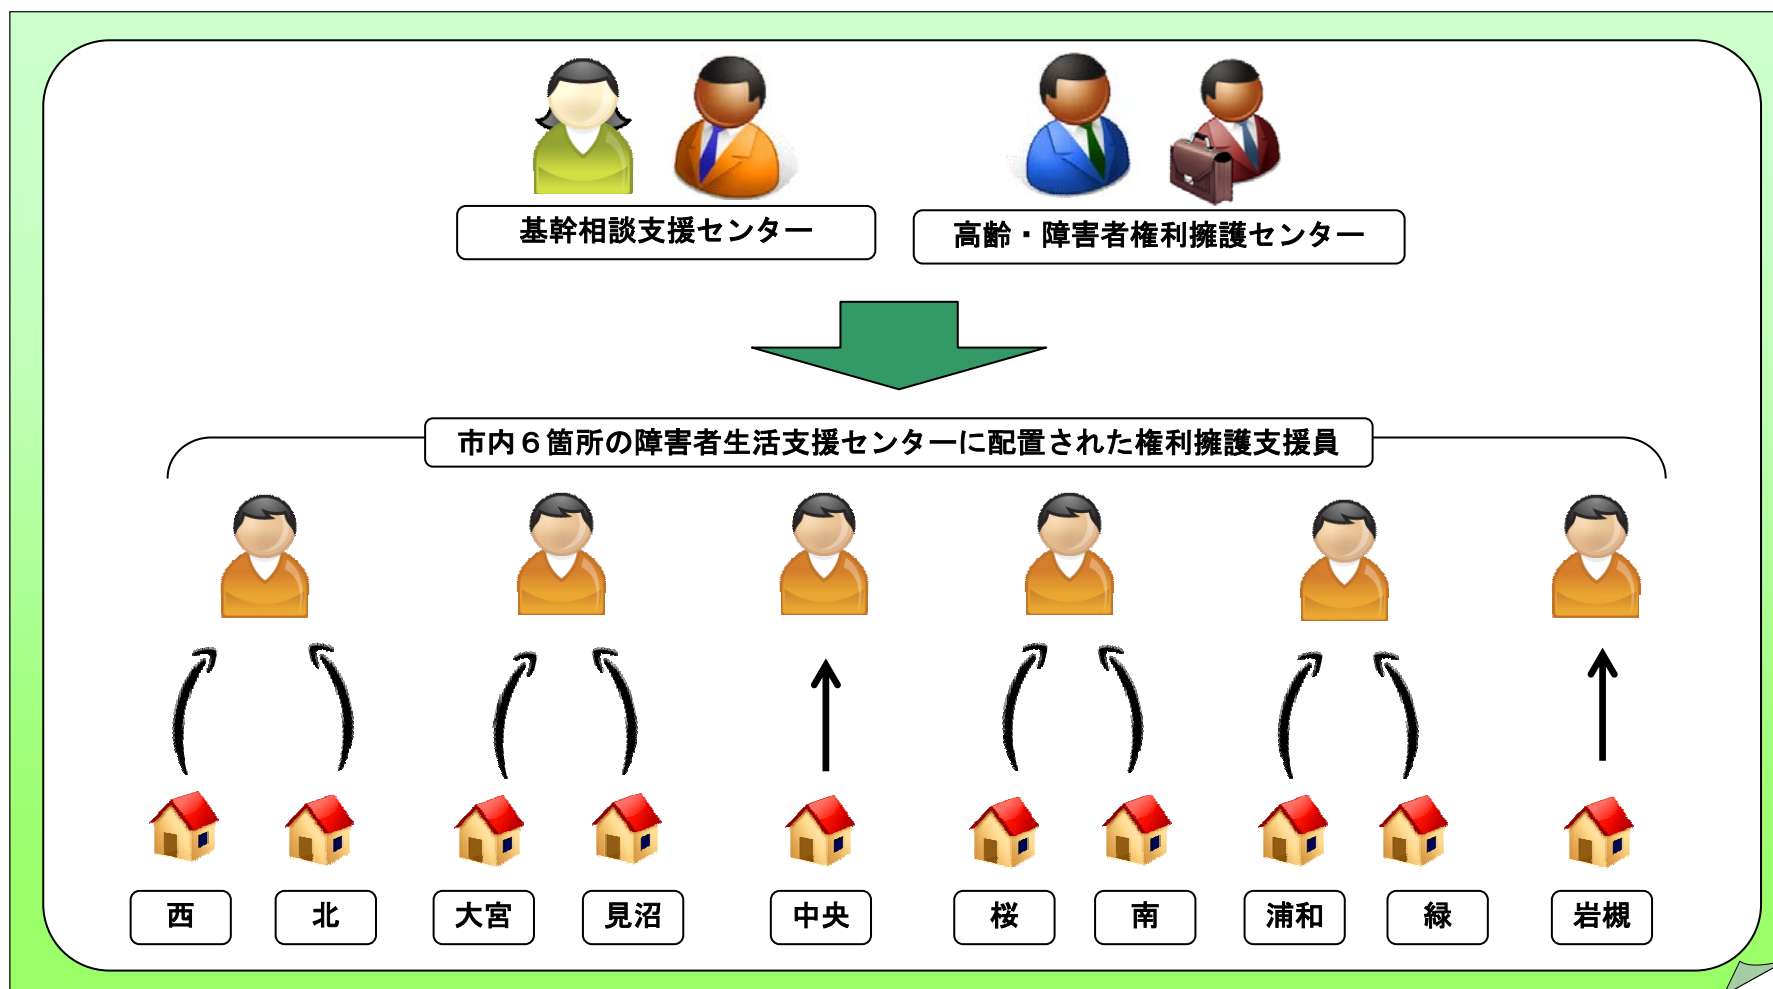 基幹相談支援センター
高齢・障害者権利擁護センター
市内６箇所の障害者生活支援センターに配置された権利擁護支援員
西
北
大宮
見沼
中央
桜
南
浦和
緑
岩槻